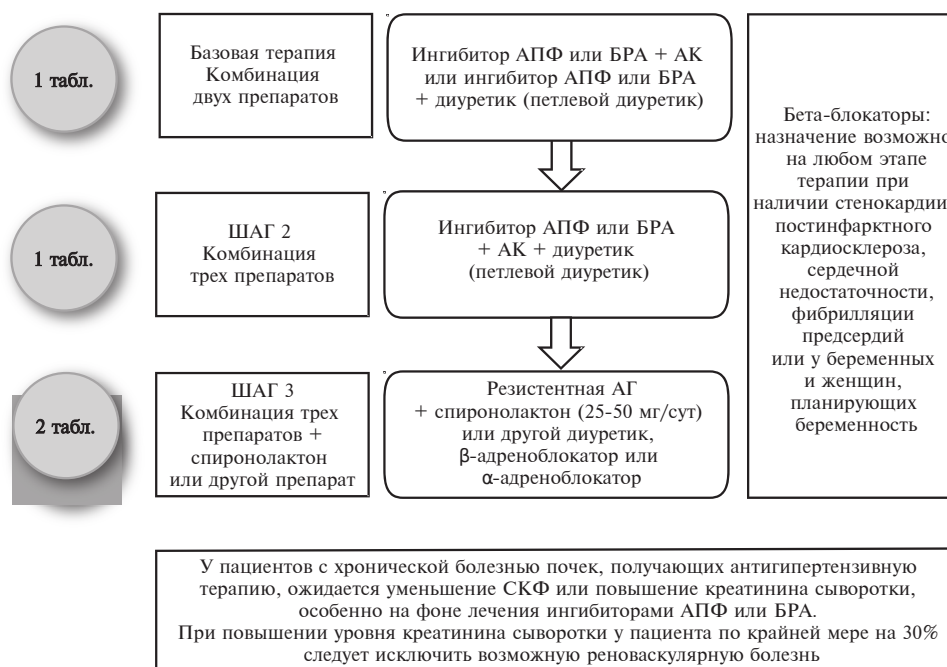 1 табл.
Базовая терапия
Комбинация
двух препаратов
Ингибитор АПФ или БРА + АК
или ингибитор АПФ или БРА
+ диуретик (петлевой диуретик)
1 табл.
ШАГ 2
Комбинация
трех препаратов
Ингибитор АПФ или БРА
+ АК + диуретик
(петлевой диуретик)
2 табл.
ШАГ 3
Комбинация трех
препаратов +
спиронолактон
или другой препарат
Резистентная АГ
+ спиронолактон (25-50 мг/сут)
или другой диуретик,
β-адреноблокатор или
α-адреноблокатор
Бета-блокаторы:
назначение возможно
на любом этапе
терапии при
наличии стенокардии
постинфарктного
кардиосклероза,
сердечной
недостаточности,
фибрилляции
предсердий
или у беременных
и женщин,
планирующих
беременность
У пациентов с хронической болезнью почек, получающих антигипертензивную
терапию, ожидается уменьшение СКФ или повышение креатинина сыворотки,
особенно на фоне лечения ингибиторами АПФ или БРА.
При повышении уровня креатинина сыворотки у пациента по крайней мере на 30%
следует исключить возможную реноваскулярную болезнь